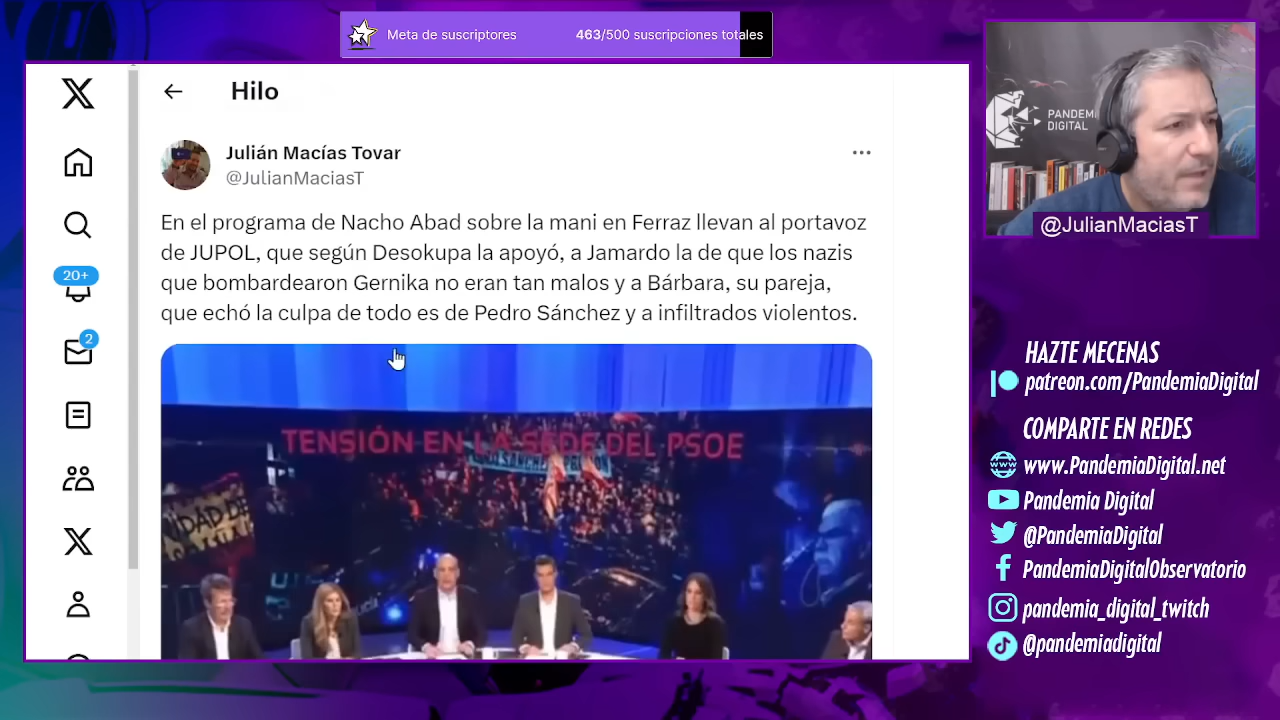 Meta de suscriptores 463/500 suscripciones totales
Hilo
Julián Macías Tovar
@JulianMaciasT
En el programa de Nacho Abad sobre la mani en Ferraz llevan al portavoz
de JUPOL, que según Desokupa la apoyó, a Jamardo la de que los nazis
que bombardearon Gernika no eran tan malos y a Bárbara, su pareja,
que echó la culpa de todo es de Pedro Sánchez y a infiltrados violentos.
20+
2
TENSIÓN EN LA SEDE DEL PSOE
PANDEMIA
DIGITAL
@JulianMaciasT
HAZTE MECENAS
patreon.com/PandemiaDigital
COMPARTE EN REDES
www.PandemiaDigital.net
Pandemia Digital
@PandemiaDigital
PandemiaDigitalObservatorio
pandemia_digital_twitch
@pandemiadigital